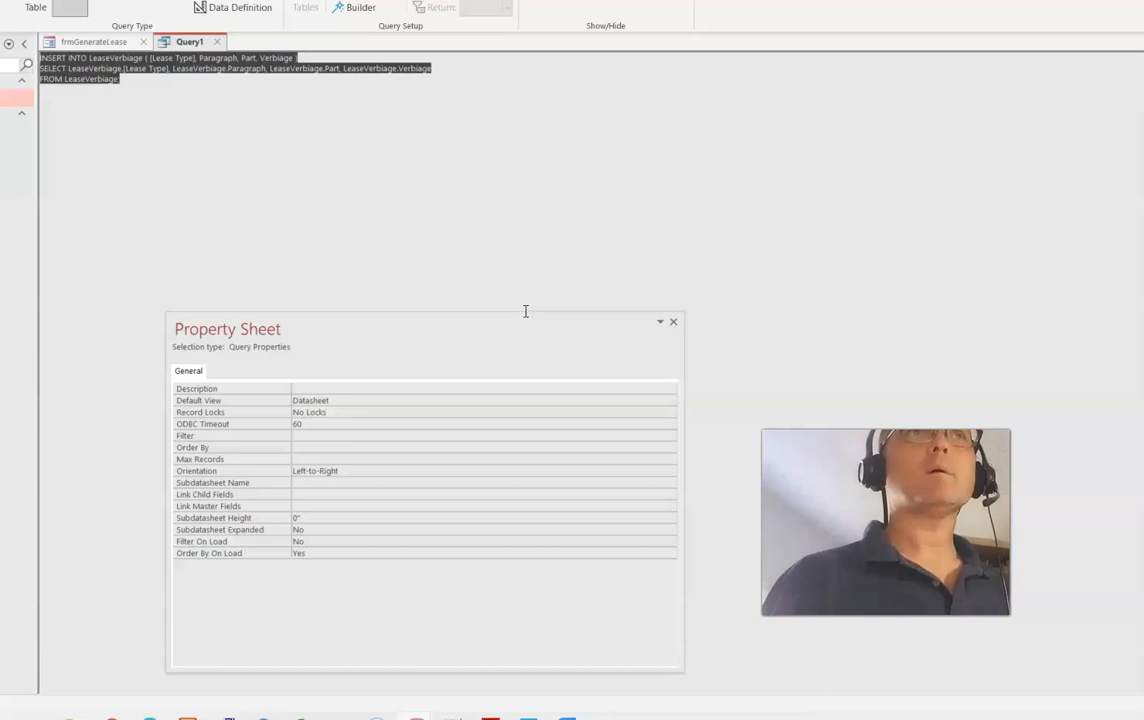 Table
Data Definition
Tables
Builder
Return:
Query Type
Query Setup
Show/Hide
frmGenerateLease
Query1
INSERT INTO LeaseVerbiage ( [Lease Type], Paragraph, Part, Verbiage )
SELECT LeaseVerbiage.[Lease Type], LeaseVerbiage.Paragraph, LeaseVerbiage.Part, LeaseVerbiage.Verbiage
FROM LeaseVerbiage;
Property Sheet
Selection type: Query Properties
General
Description
Default View Datasheet
Record Locks No Locks
ODBC Timeout 60
Filter
Order By
Max Records
Orientation Left-to-Right
Subdatasheet Name
Link Child Fields
Link Master Fields
Subdatasheet Height 0"
Subdatasheet Expanded No
Filter On Load No
Order By On Load Yes